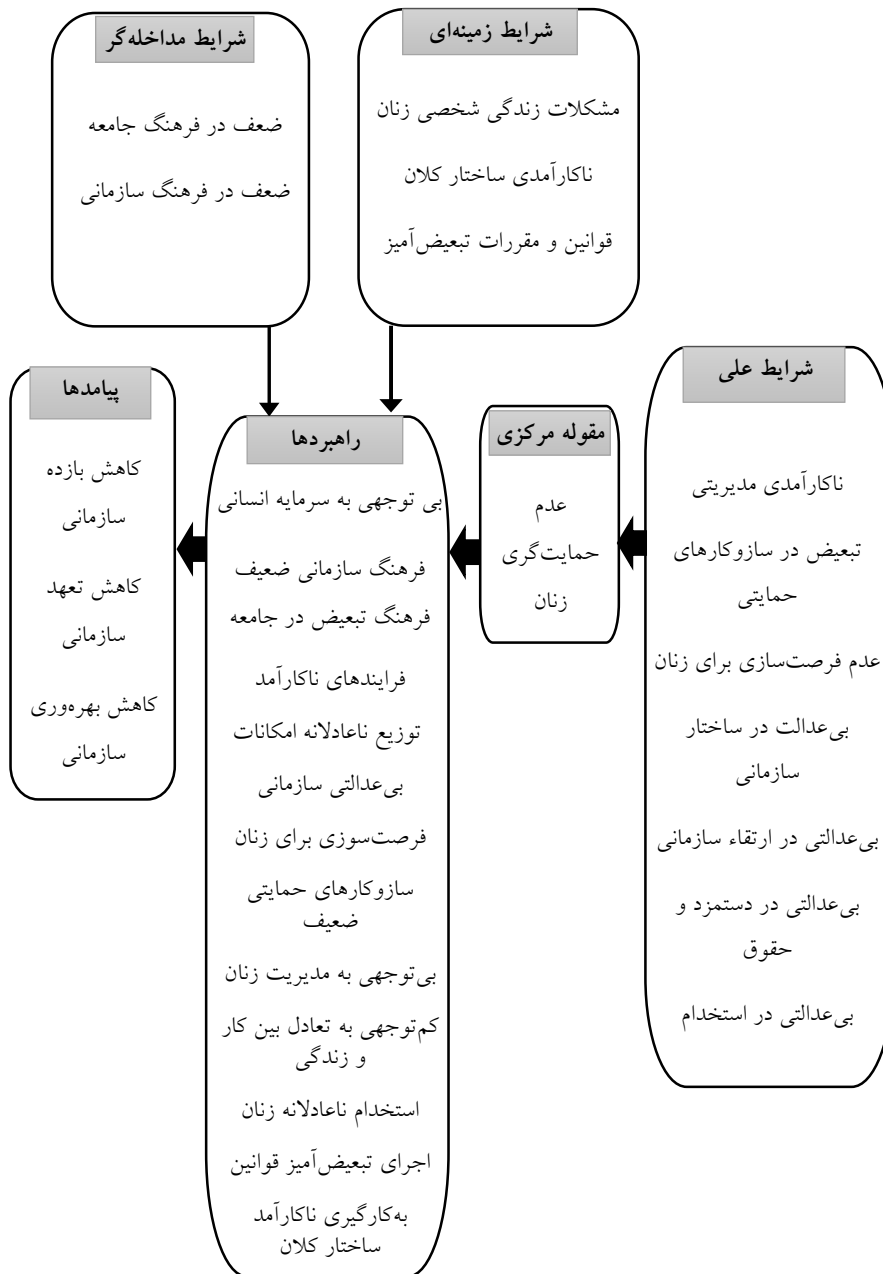 شرایط زمینه‌ای
مشکلات زندگی شخصی زنان
ناکارآمدی ساختار کلان
قوانین و مقررات تبعیض‌آمیز
شرایط مداخله‌گر
ضعف در فرهنگ جامعه
ضعف در فرهنگ سازمانی
شرایط علی
ناکارآمدی مدیریتی
تبعیض در سازوکارهای
حمایتی
عدم فرصت‌سازی برای زنان
بی‌عدالت در ساختار
سازمانی
بی‌عدالتی در ارتقاء سازمانی
بی‌عدالتی در دستمزد و
حقوق
بی‌عدالتی در استخدام
مقوله مرکزی
عدم
حمایت‌گری
زنان
راهبردها
بی توجهی به سرمایه انسانی
فرهنگ سازمانی ضعیف
فرهنگ تبعیض در جامعه
فرایندهای ناکارآمد
توزیع ناعادلانه امکانات
بی‌عدالتی سازمانی
فرصت‌سوزی برای زنان
سازوکارهای حمایتی
ضعیف
بی‌توجهی به مدیریت زنان
کم‌توجهی به تعادل بین کار
و زندگی
استخدام ناعادلانه زنان
اجرای تبعیض‌آمیز قوانین
به‌کارگیری ناکارآمد
ساختار کلان
پیامدها
کاهش بازده
سازمانی
کاهش تعهد
سازمانی
کاهش بهره‌وری
سازمانی